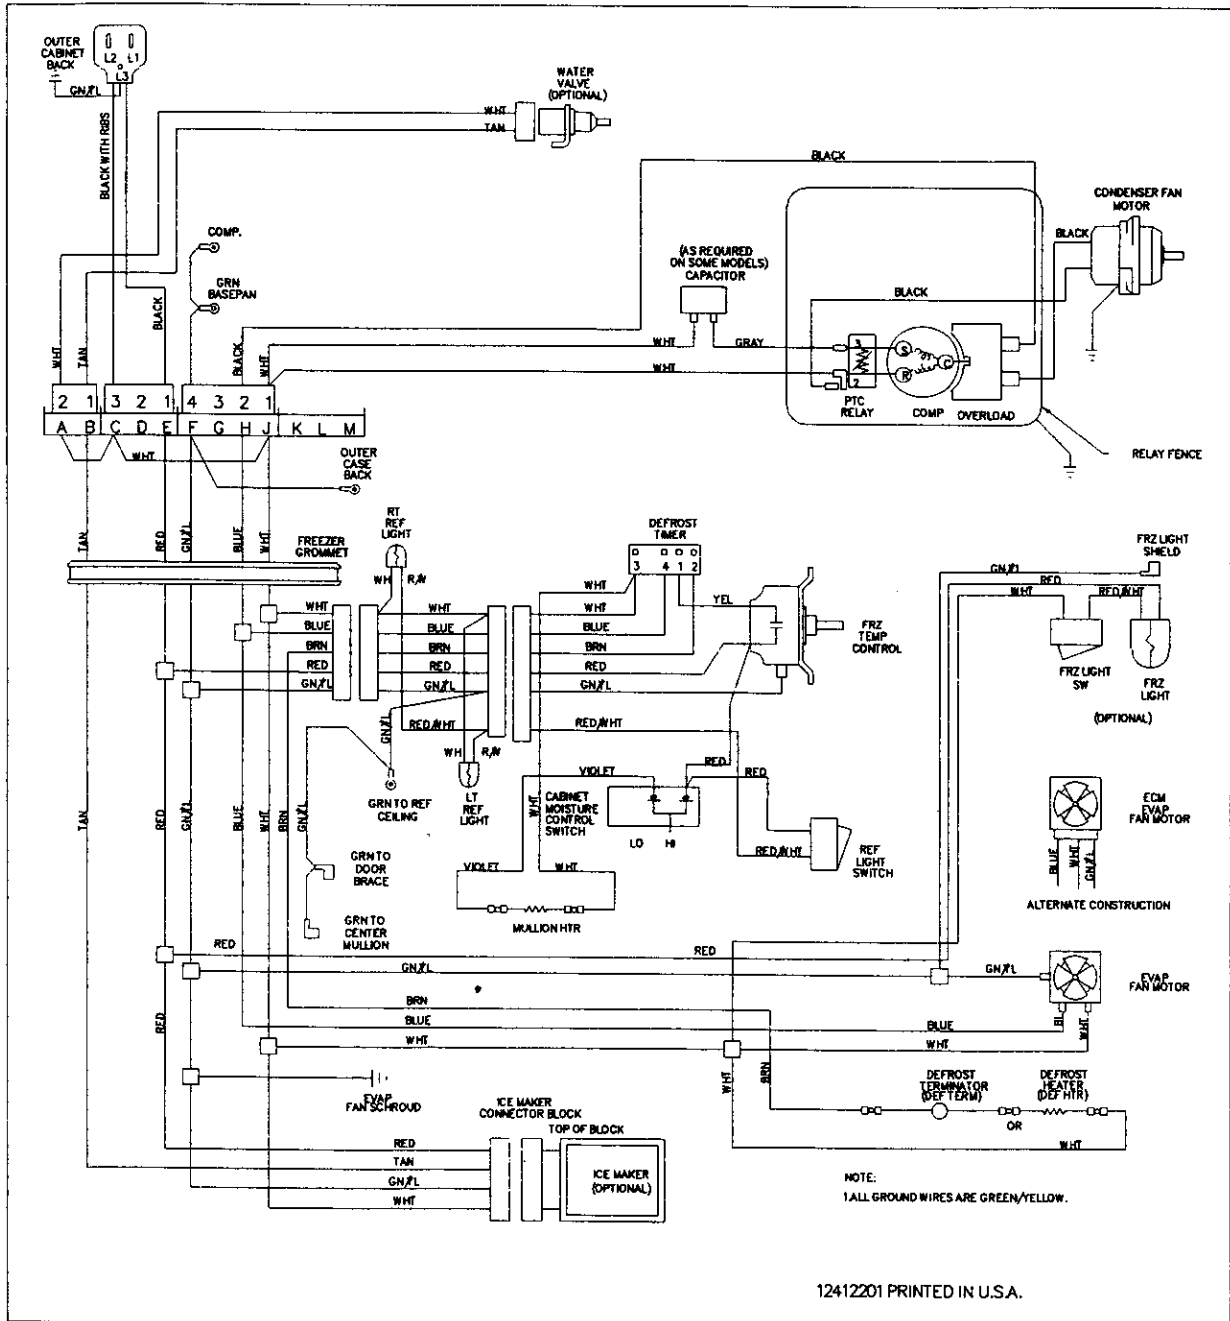 OUTER
CABINET
BACK
L2
L1
L3
GN/YL
BLACK WITH RIBS
WHT
TAN
WATER
VALVE
(OPTIONAL)
BLACK
CONDENSER FAN
MOTOR
BLACK
COMP.
GRN
BASEPAN
(AS REQUIRED
ON SOME MODELS)
CAPACITOR
BLACK
BLACK
WHT
TAN
BLACK
WHT
WHT
GRAY
WHT
3
2
S
R
C
PTC
RELAY
COMP
OVERLOAD
RELAY FENCE
2 1 3 2 1 4 3 2 1
A B C D E F G H J K L M
WHT
OUTER
CASE
BACK
TAN
RED
GN/YL
BLUE
WHT
FREEZER
GROMMET
RT
REF
LIGHT
WH
R/W
DEFROST
TIMER
3 4 1 2
WHT
WHT
BLUE
BRN
RED
GN/YL
WHT
BLUE
BRN
RED
GN/YL
RED/WHT
WHT
BLUE
BRN
RED
GN/YL
RED/WHT
YEL
FRZ
TEMP
CONTROL
FRZ LIGHT
SHIELD
GN/YL
RED
WHT
RED/WHT
FRZ LIGHT
SW
FRZ
LIGHT
(OPTIONAL)
GN/YL
WH
R/W
LT
REF
LIGHT
GRN TO REF
CEILING
VIOLET
RED
RED
CABINET
MOISTURE
CONTROL
SWITCH
LO
HI
WHT
RED/WHT
REF
LIGHT
SWITCH
VIOLET
WHT
MULLION HTR
ECM
EVAP
FAN MOTOR
BLUE
WHT
GN/YL
ALTERNATE CONSTRUCTION
TAN
RED
GN/YL
BLUE
WHT
BRN
GN/YL
GRN TO
DOOR
BRACE
GRN TO
CENTER
MULLION
RED
RED
GN/YL
GN/YL
EVAP
FAN MOTOR
BRN
BLUE
BLUE
BL
WHT
WHT
WHT
RED
WHT
BRN
EVAP
FAN SCHROUD
DEFROST
TERMINATOR
(DEF TERM)
OR
DEFROST
HEATER
(DEF HTR)
WHT
ICE MAKER
CONNECTOR BLOCK
TOP OF BLOCK
RED
TAN
GN/YL
WHT
ICE MAKER
(OPTIONAL)
NOTE:
1.ALL GROUND WIRES ARE GREEN/YELLOW.
12412201 PRINTED IN U.S.A.